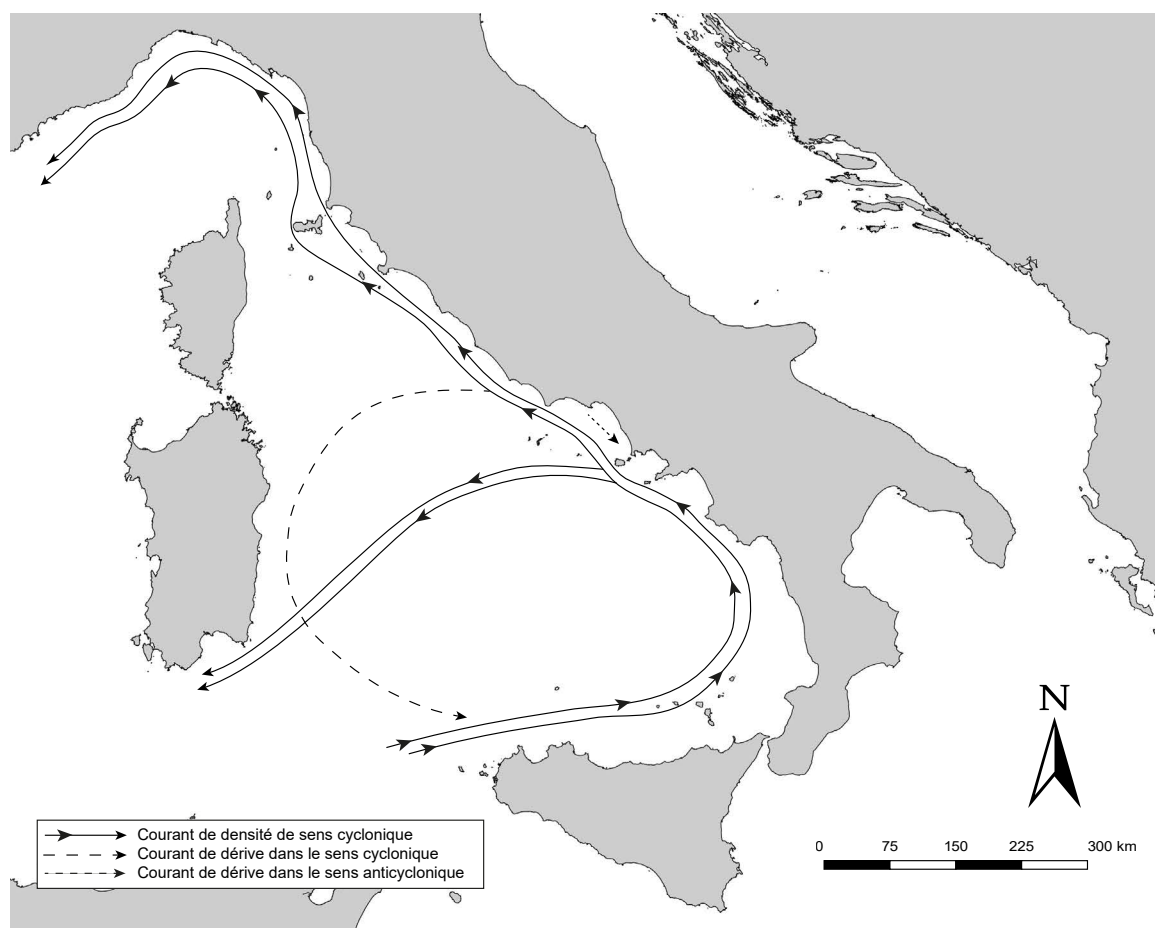 N
Courant de densité de sens cyclonique
Courant de dérive dans le sens cyclonique
Courant de dérive dans le sens anticyclonique
0 75 150 225 300 km